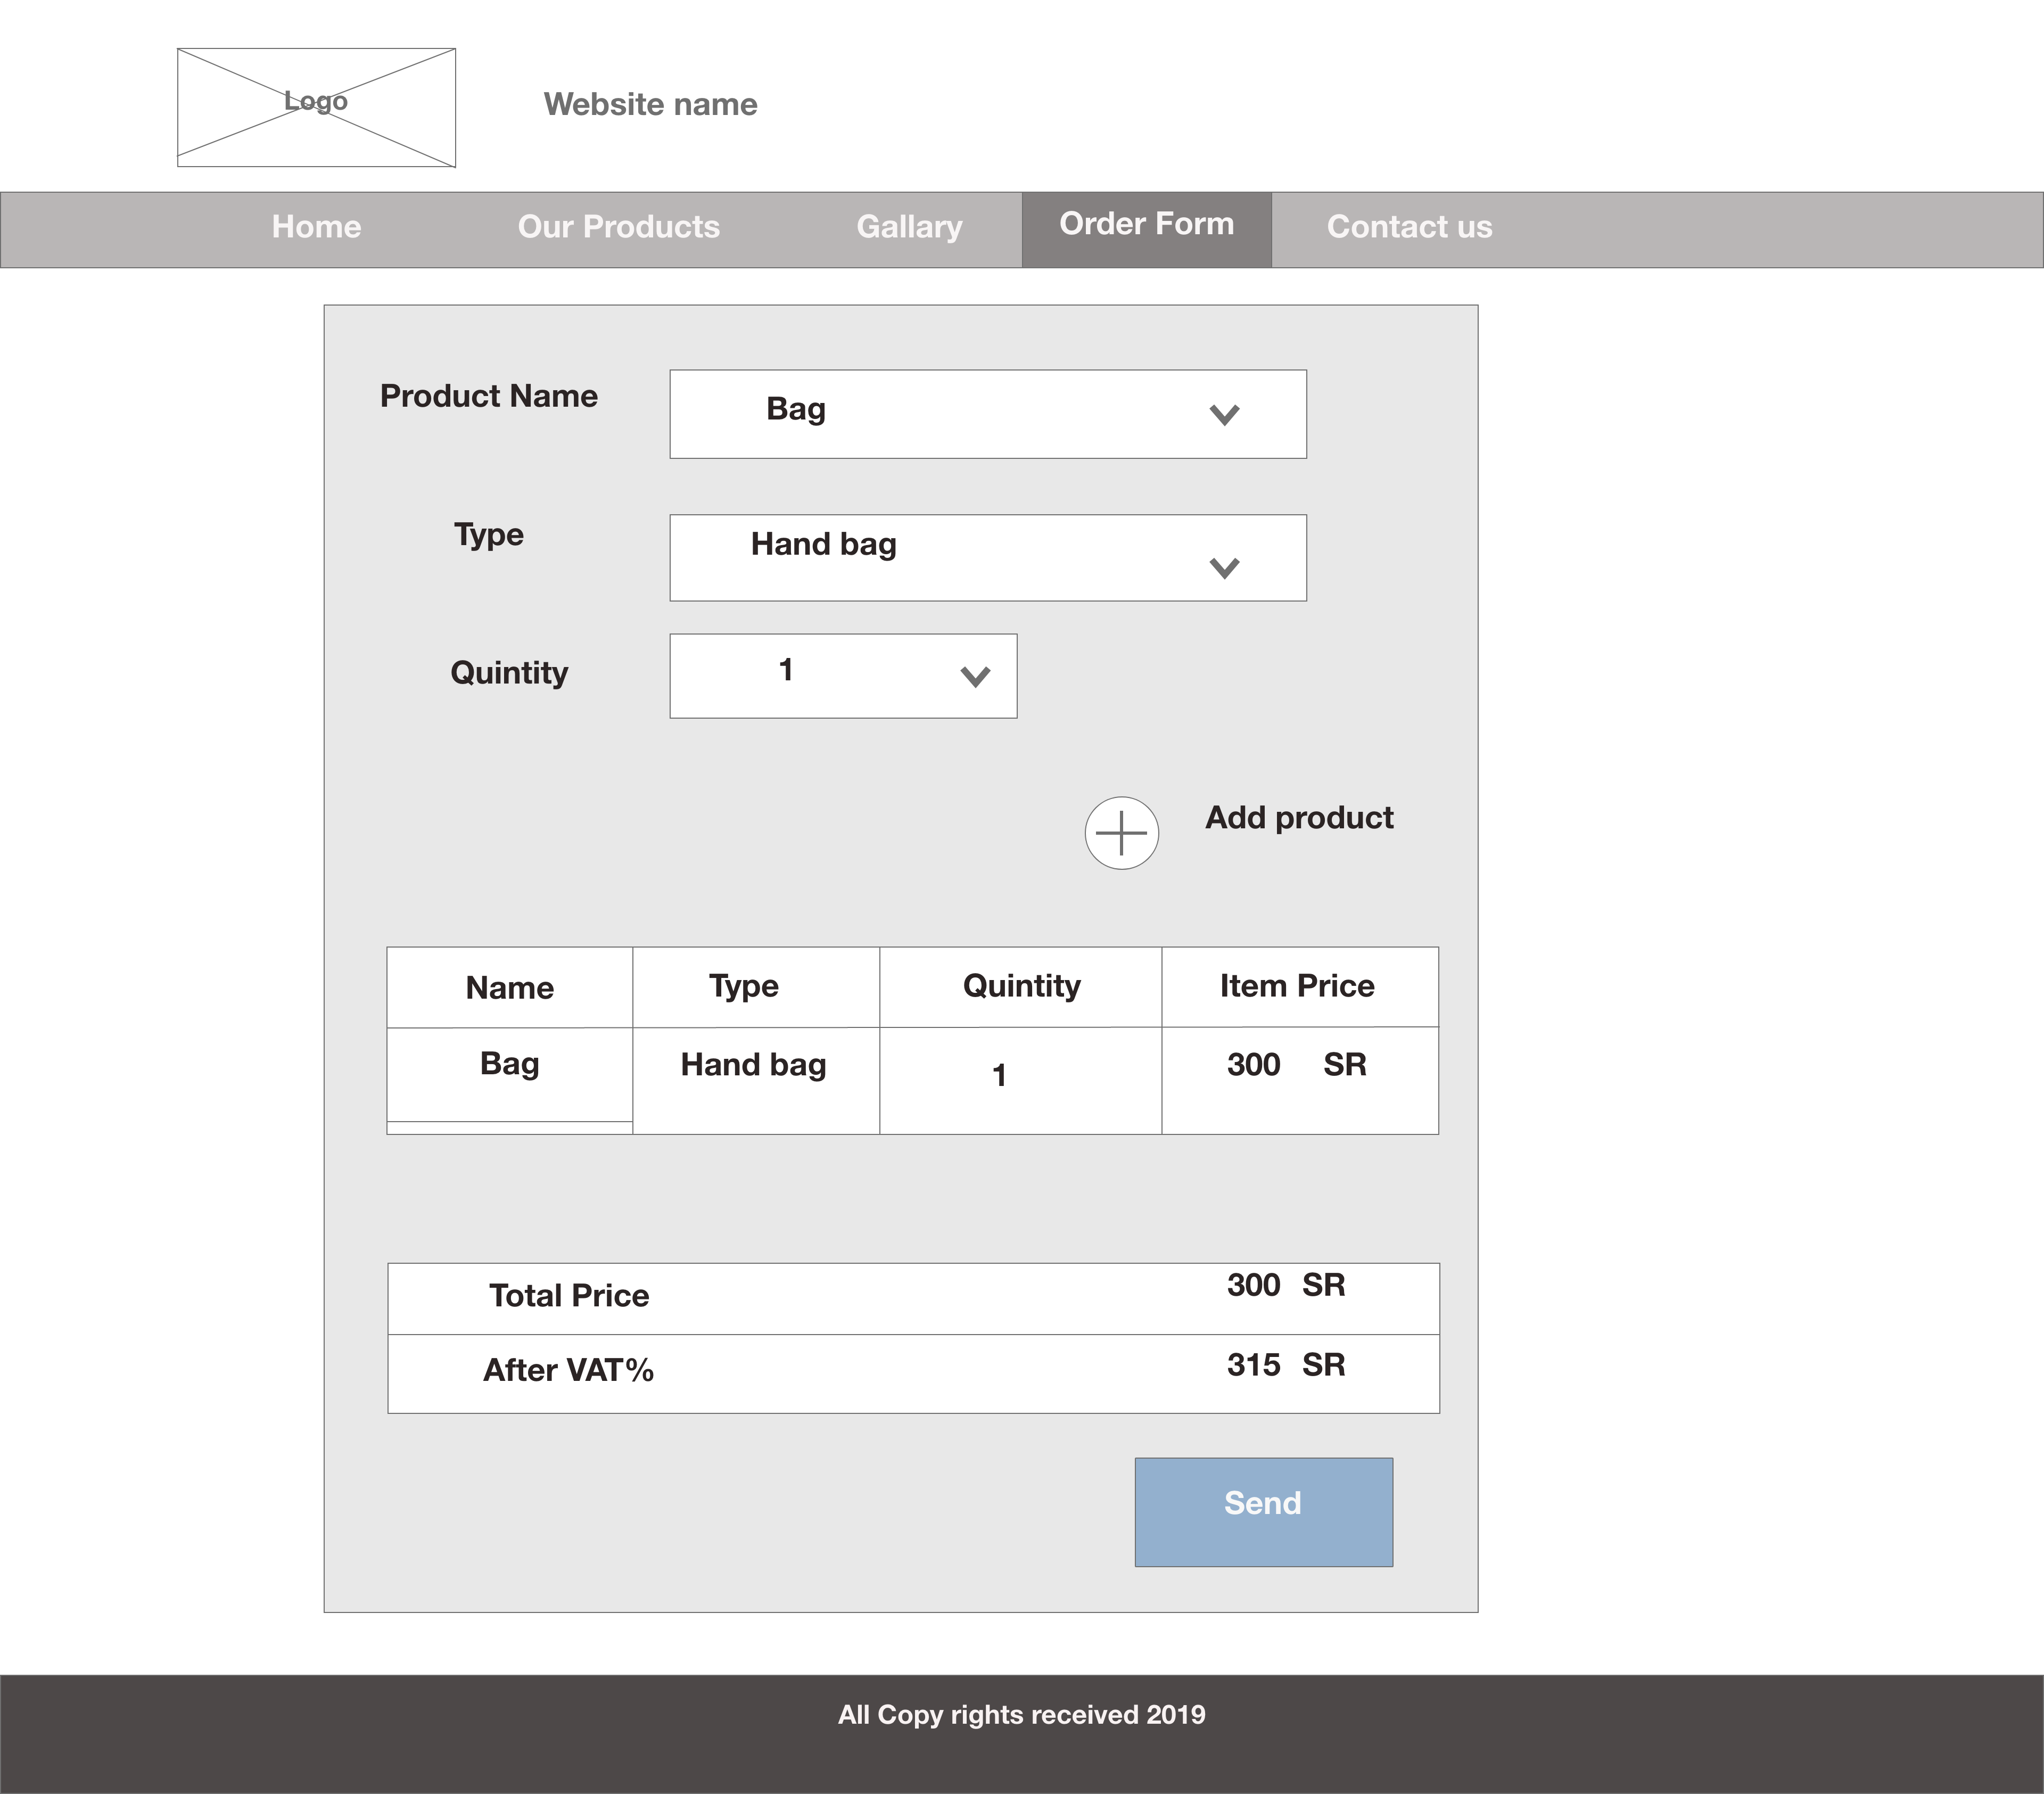 Logo
Website name
Home Our Products Gallary Order Form Contact us
Product Name Bag
Type Hand bag
Quintity 1
Add product
Name Type Quintity Item Price
Bag Hand bag 1 300 SR
Total Price 300 SR
After VAT% 315 SR
Send
All Copy rights received 2019